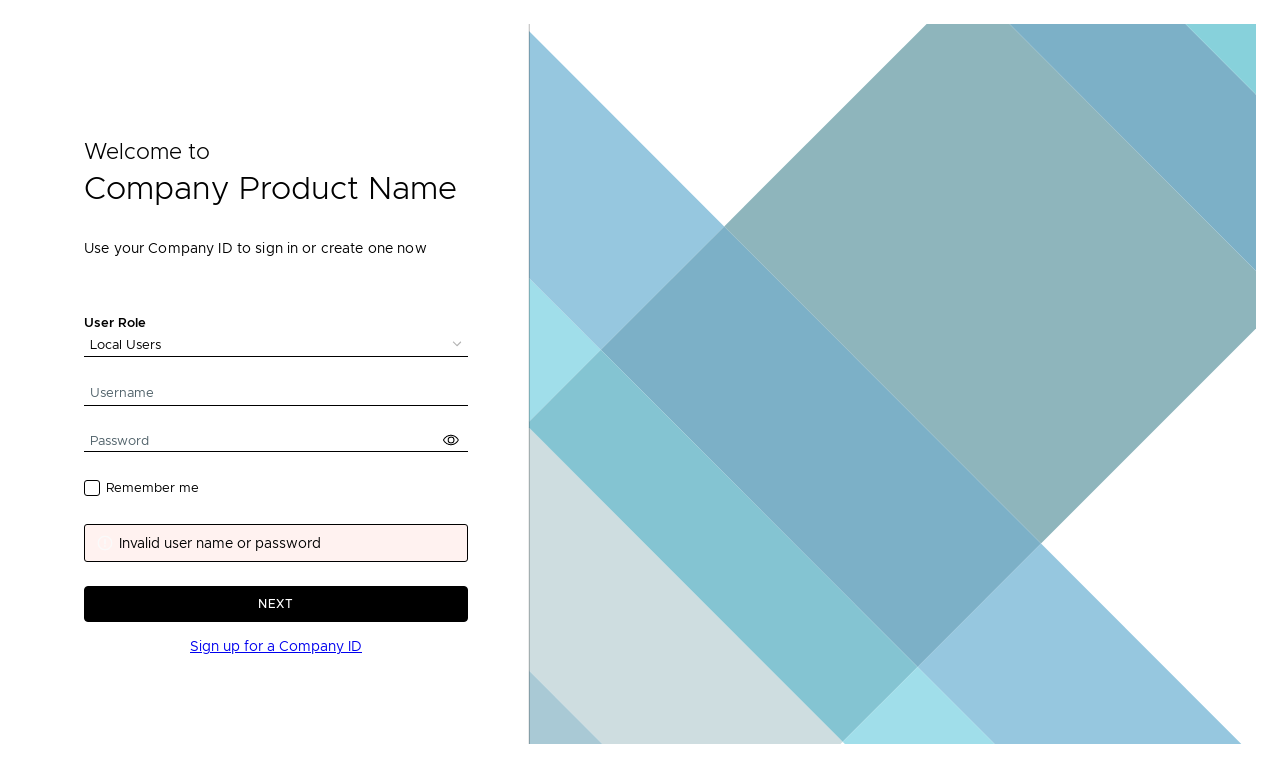 Welcome to
Company Product Name
Use your Company ID to sign in or create one now
User Role
Local Users
Username
Password
Remember me
Invalid user name or password
NEXT
Sign up for a Company ID